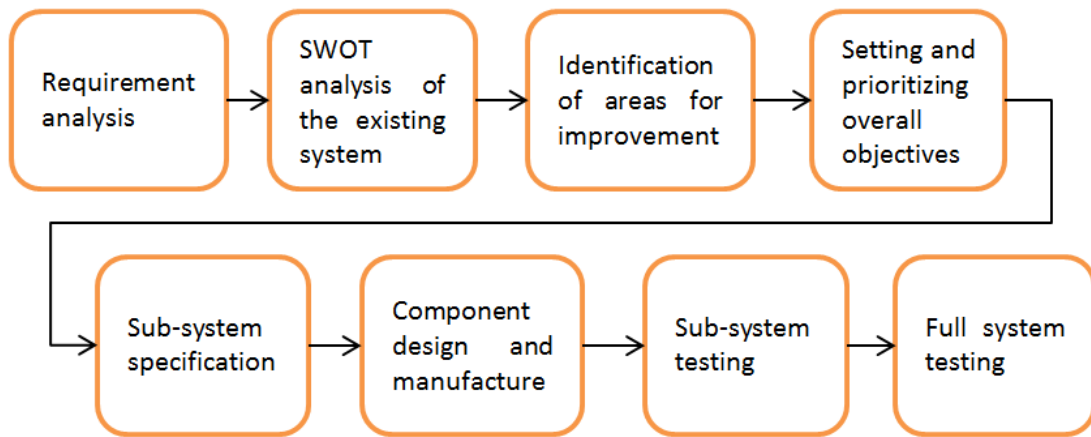 Requirement
analysis
SWOT
analysis of
the existing
system
Identification
of areas for
improvement
Setting and
prioritizing
overall
objectives
Sub-system
specification
Component
design and
manufacture
Sub-system
testing
Full system
testing